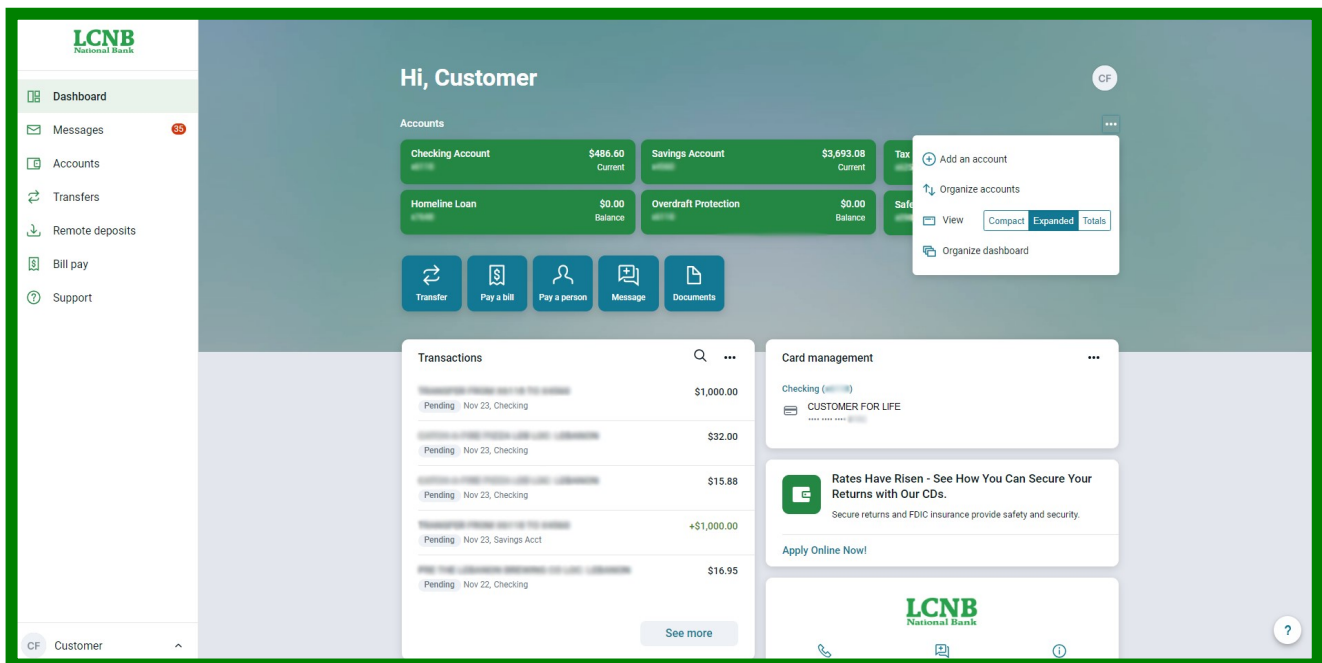 LCNB
National Bank
Dashboard
Messages 35
Accounts
Transfers
Remote deposits
Bill pay
Support
CF Customer
Hi, Customer
CF
Accounts
Checking Account $486.60
Current
Savings Account $3,693.08
Current
Tax
Homeline Loan $0.00
Balance
Overdraft Protection $0.00
Balance
Safe
Add an account
Organize accounts
View Compact Expanded Totals
Organize dashboard
Transfer
Pay a bill
Pay a person
Message
Documents
Transactions
$1,000.00
Pending Nov 23, Checking
$32.00
Pending Nov 23, Checking
$15.88
Pending Nov 23, Checking
+$1,000.00
Pending Nov 23, Savings Acct
$16.95
Pending Nov 22, Checking
See more
Card management
Checking (
CUSTOMER FOR LIFE
Rates Have Risen - See How You Can Secure Your
Returns with Our CDs.
Secure returns and FDIC insurance provide safety and security.
Apply Online Now!
LCNB
National Bank
?